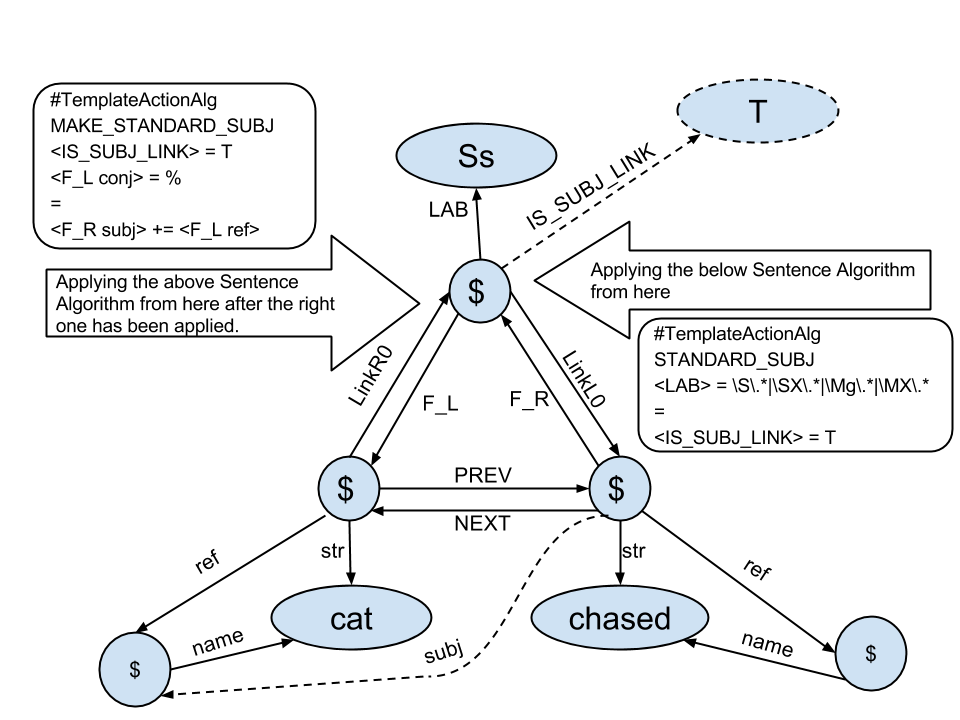 #TemplateActionAlg
MAKE_STANDARD_SUBJ
<IS_SUBJ_LINK> = T
<F_L conj> = %
=
<F_R subj> += <F_L ref>
T
Ss
IS_SUBJ_LINK
LAB
Applying the above Sentence
Algorithm from here after the right
one has been applied.
$
Applying the below Sentence Algorithm
from here
#TemplateActionAlg
STANDARD_SUBJ
<LAB> = \S\.*|\SX\.*|\Mg\.*|\MX\.*
=
<IS_SUBJ_LINK> = T
LinkR0
F_L
F_R
LinkL0
$
PREV
$
NEXT
ref
str
str
ref
cat
chased
name
subj
name
$
$